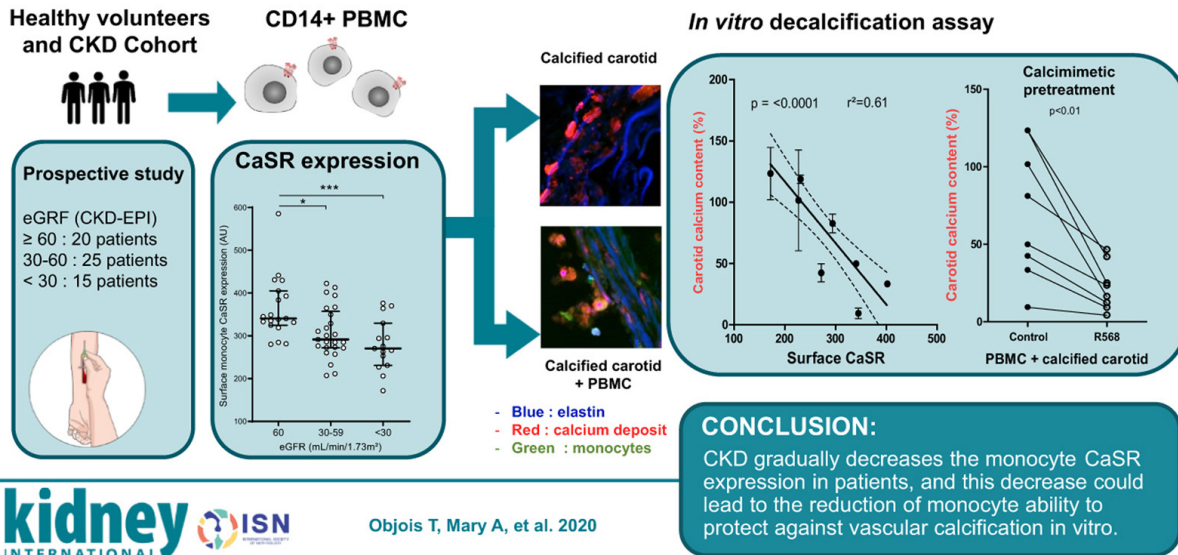 Healthy volunteers
and CKD Cohort
CD14+ PBMC
Prospective study
eGRF (CKD-EPI)
≥ 60 : 20 patients
30-60 : 25 patients
< 30 : 15 patients
CaSR expression
***
*
Surface monocyte CaSR expression (AU)
600
500
400
300
200
100
60
30-59
<30
eGFR (mL/min/1.73m²)
Calcified carotid
Calcified carotid
+ PBMC
- Blue : elastin
- Red : calcium deposit
- Green : monocytes
In vitro decalcification assay
p = <0.0001
r²=0.61
Carotid calcium content (%)
200
150
100
50
0
100
200
300
400
500
Surface CaSR
Calcimimetic
pretreatment
p<0.01
Carotid calcium content (%)
150
100
50
0
Control
R568
PBMC + calcified carotid
CONCLUSION:
CKD gradually decreases the monocyte CaSR
expression in patients, and this decrease could
lead to the reduction of monocyte ability to
protect against vascular calcification in vitro.
kidney
INTERNATIONAL
ISN
INTERNATIONAL SOCIETY
OF NEPHROLOGY
Objois T, Mary A, et al. 2020